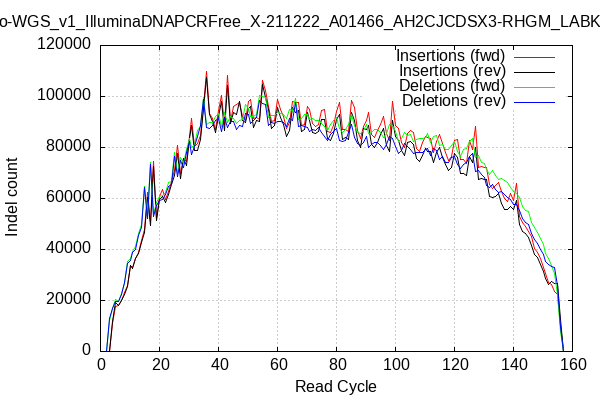 o-WGS_v1_IlluminaDNAPCRFree_X-211222_A01466_AH2CJCDSX3-RHGM_LABK
Insertions (fwd)
Insertions (rev)
Deletions (fwd)
Deletions (rev)
120000
100000
80000
60000
40000
20000
0
Indel count
0 20 40 60 80 100 120 140 160
Read Cycle